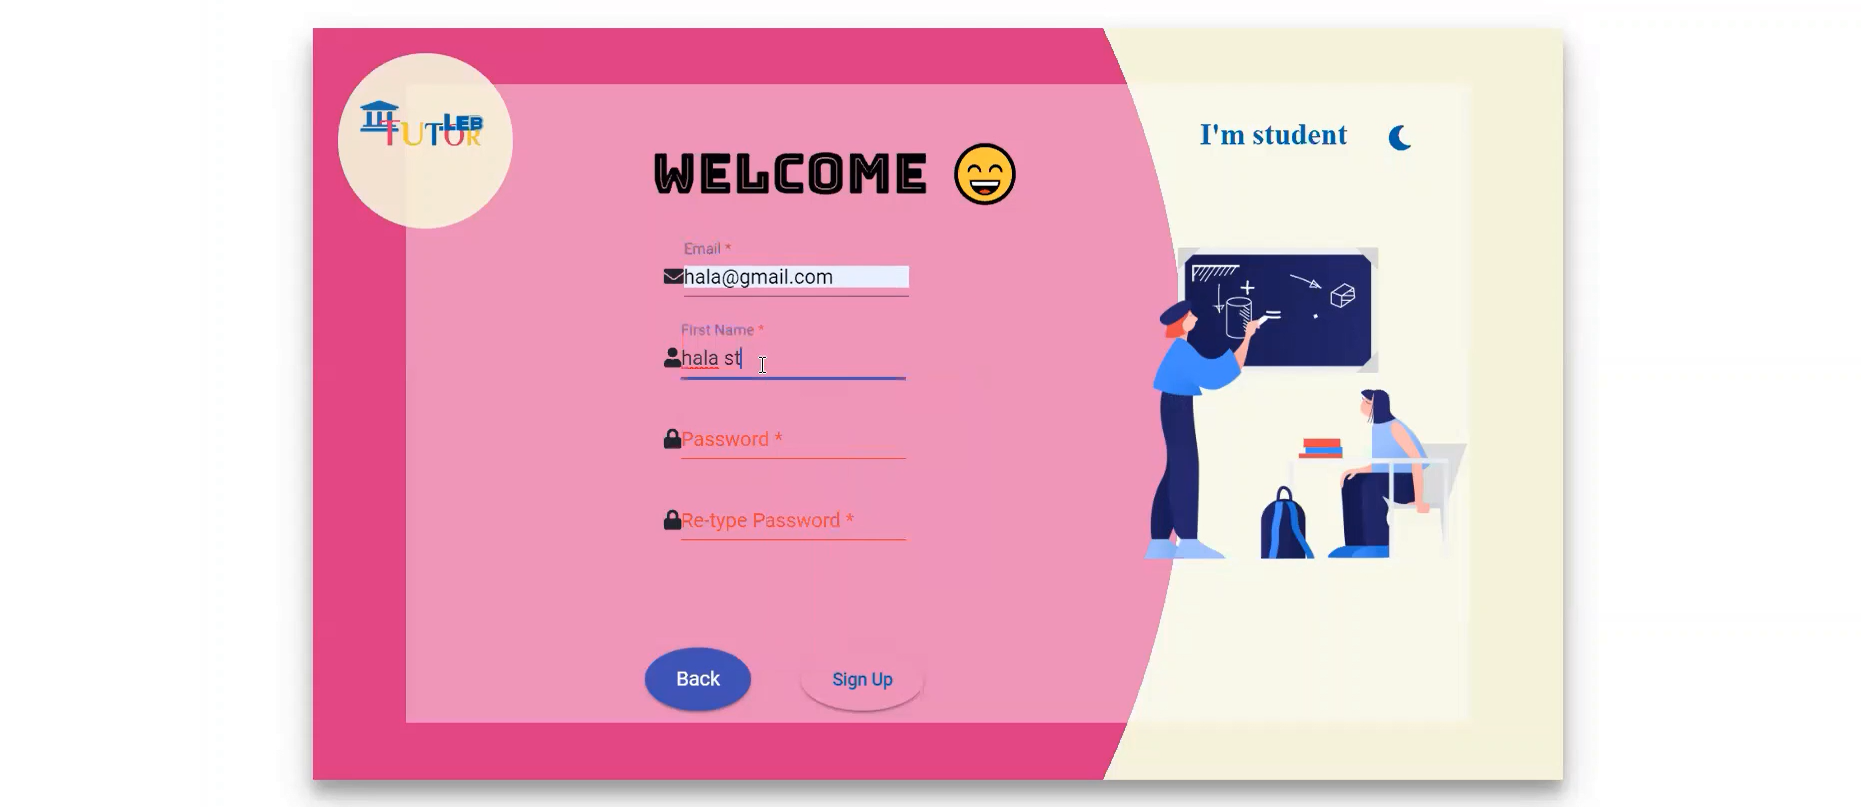 TUTOR
LEB
I'm student
WELCOME
Email *
hala@gmail.com
First Name *
hala st
Password *
Re-type Password *
Back
Sign Up